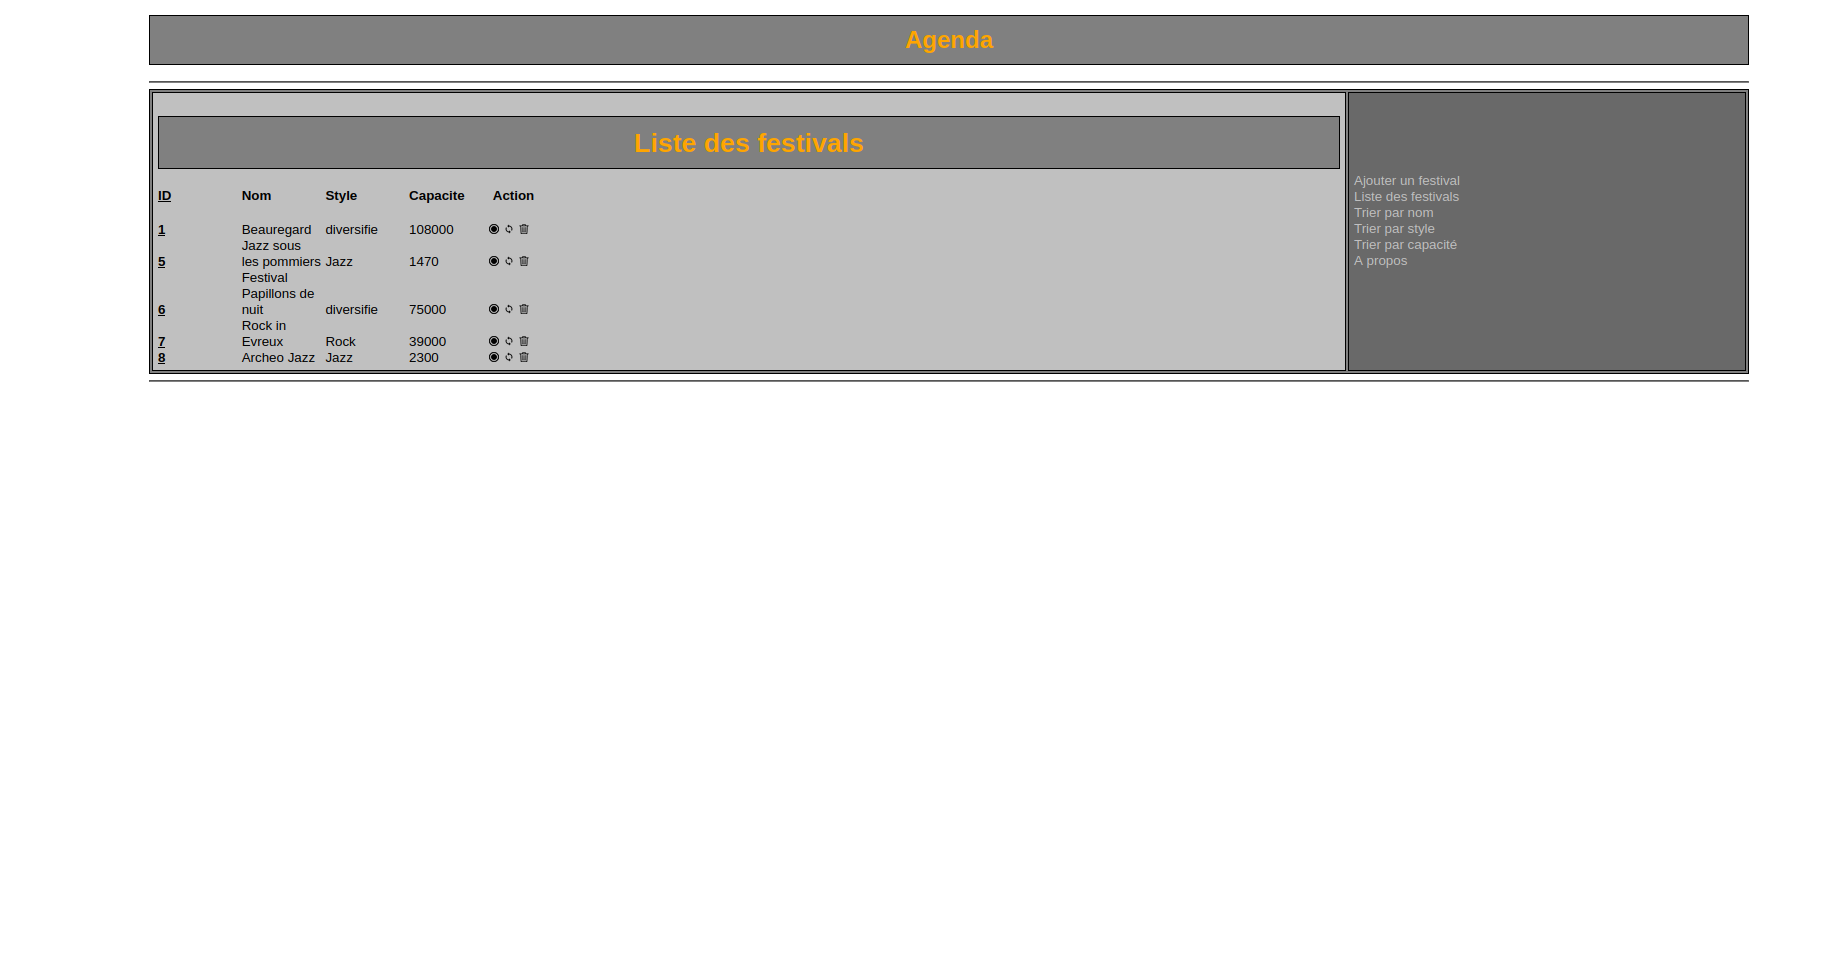 Agenda
Liste des festivals
ID Nom Style Capacite Action
1 Beauregard diversifie 108000
Jazz sous
5 les pommiers Jazz 1470
Festival
Papillons de
6 nuit diversifie 75000
Rock in
7 Evreux Rock 39000
8 Archeo Jazz Jazz 2300
Ajouter un festival
Liste des festivals
Trier par nom
Trier par style
Trier par capacité
A propos